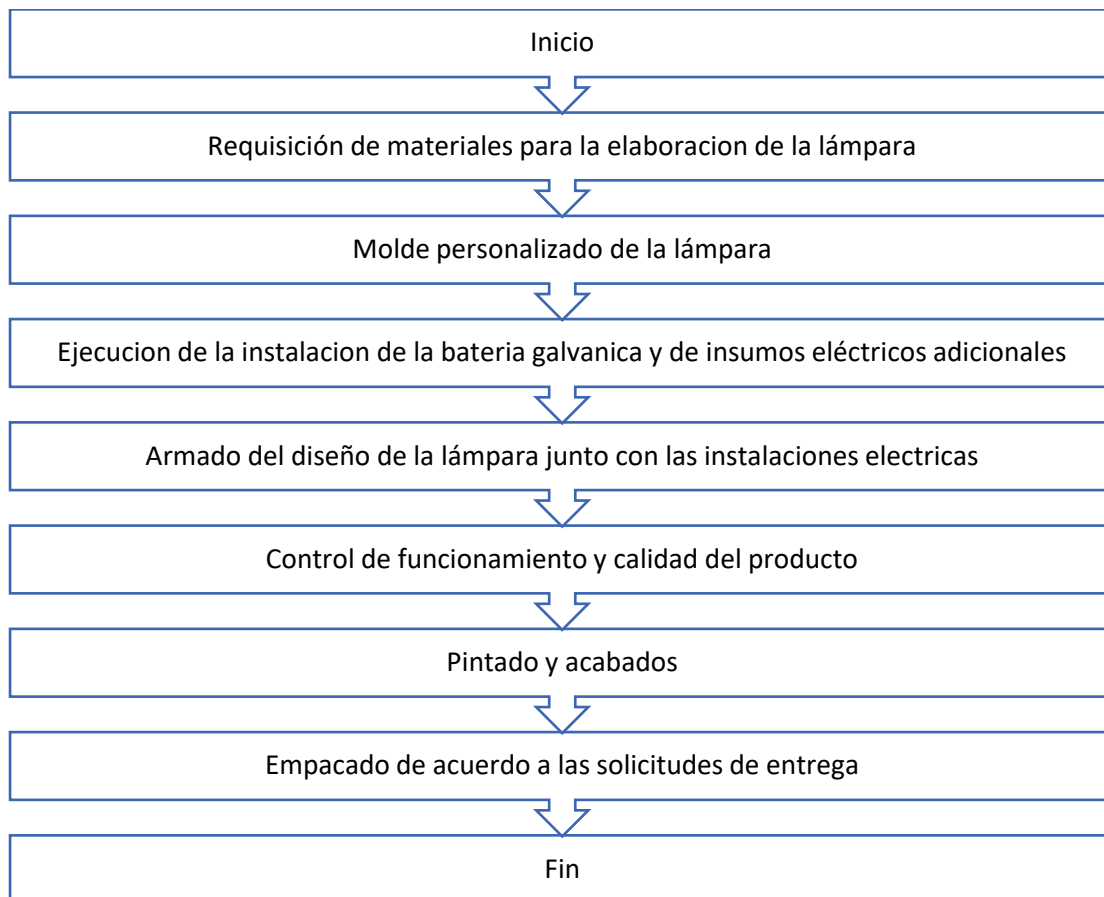 Inicio
Requisición de materiales para la elaboracion de la lámpara
Molde personalizado de la lámpara
Ejecucion de la instalacion de la bateria galvanica y de insumos eléctricos adicionales
Armado del diseño de la lámpara junto con las instalaciones electricas
Control de funcionamiento y calidad del producto
Pintado y acabados
Empacado de acuerdo a las solicitudes de entrega
Fin